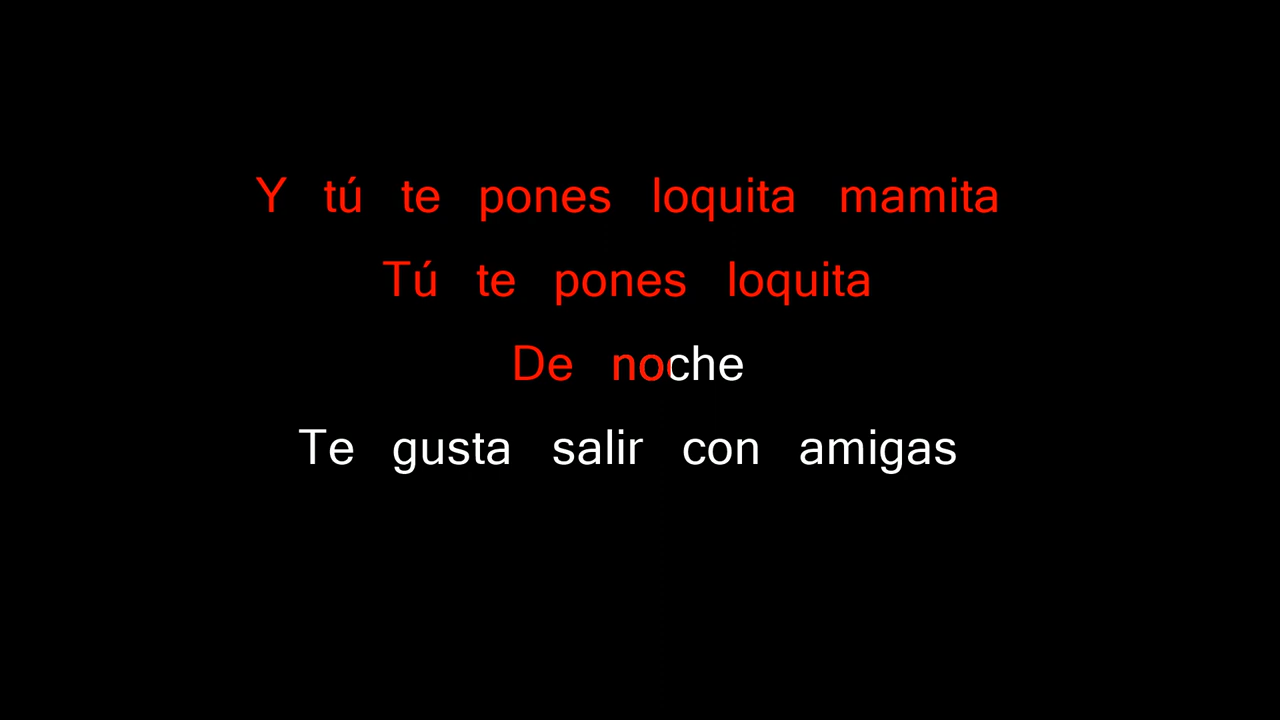 Y tú te pones loquita mamita
Tú te pones loquita
De noche
Te gusta salir con amigas